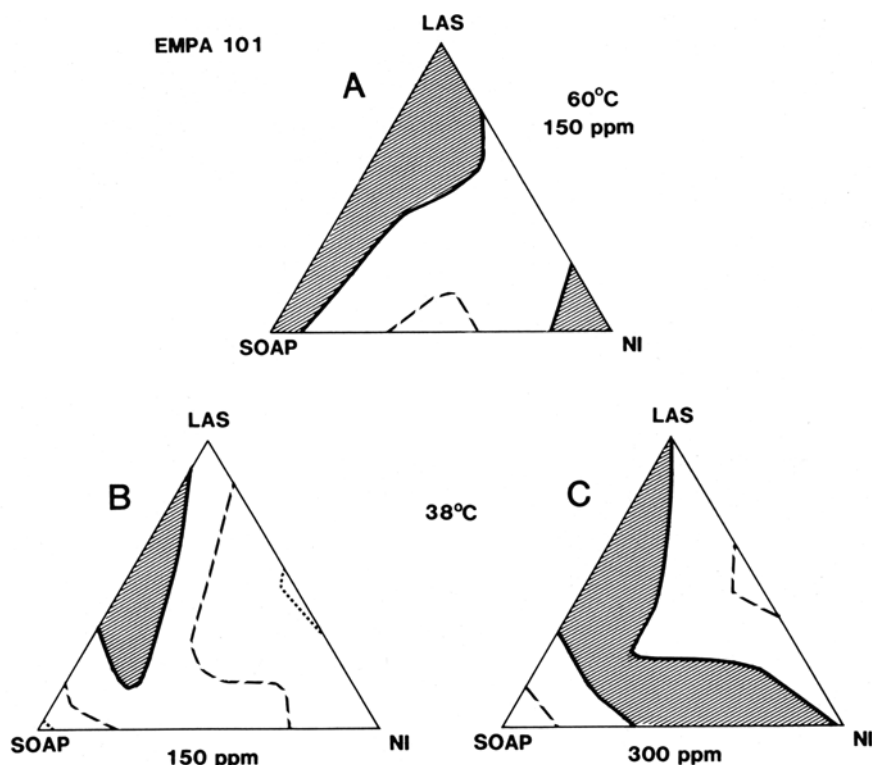 LAS
EMPA 101
A
60°C
150 ppm
SOAP
NI
LAS
LAS
B
38°C
C
SOAP
150 ppm
NI
SOAP
300 ppm
NI